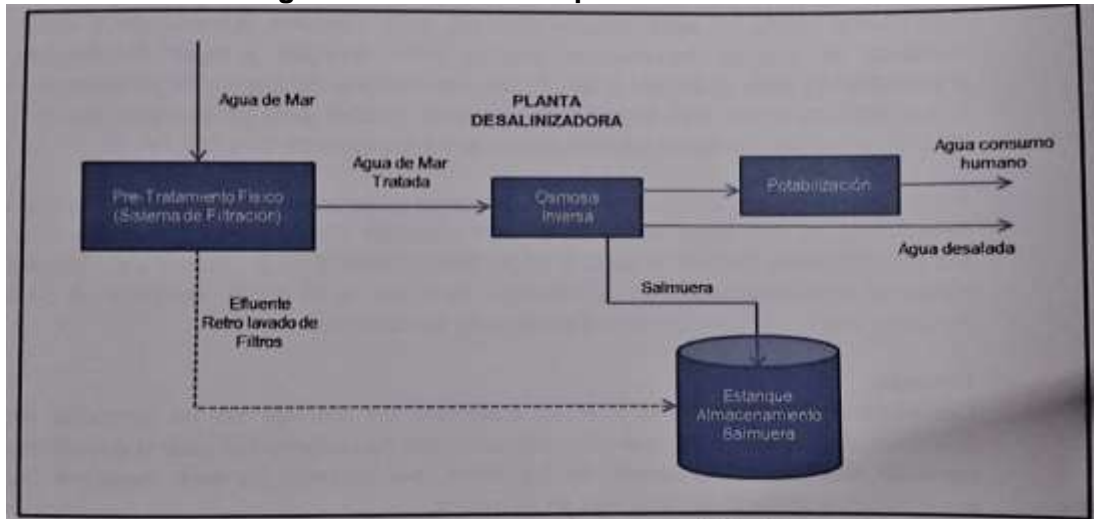 Agua de Mar
PLANTA
DESALINIZADORA
Agua consumo
humano
Agua de Mar
Tratada
Pre-Tratamiento Fisico
(Sistema de Filtración)
Osmosis
Inversa
Potabilización
Agua desalada
Salmuera
Efluente
Retro lavado de
Filtros
Estanque
Almacenamiento
Salmuera